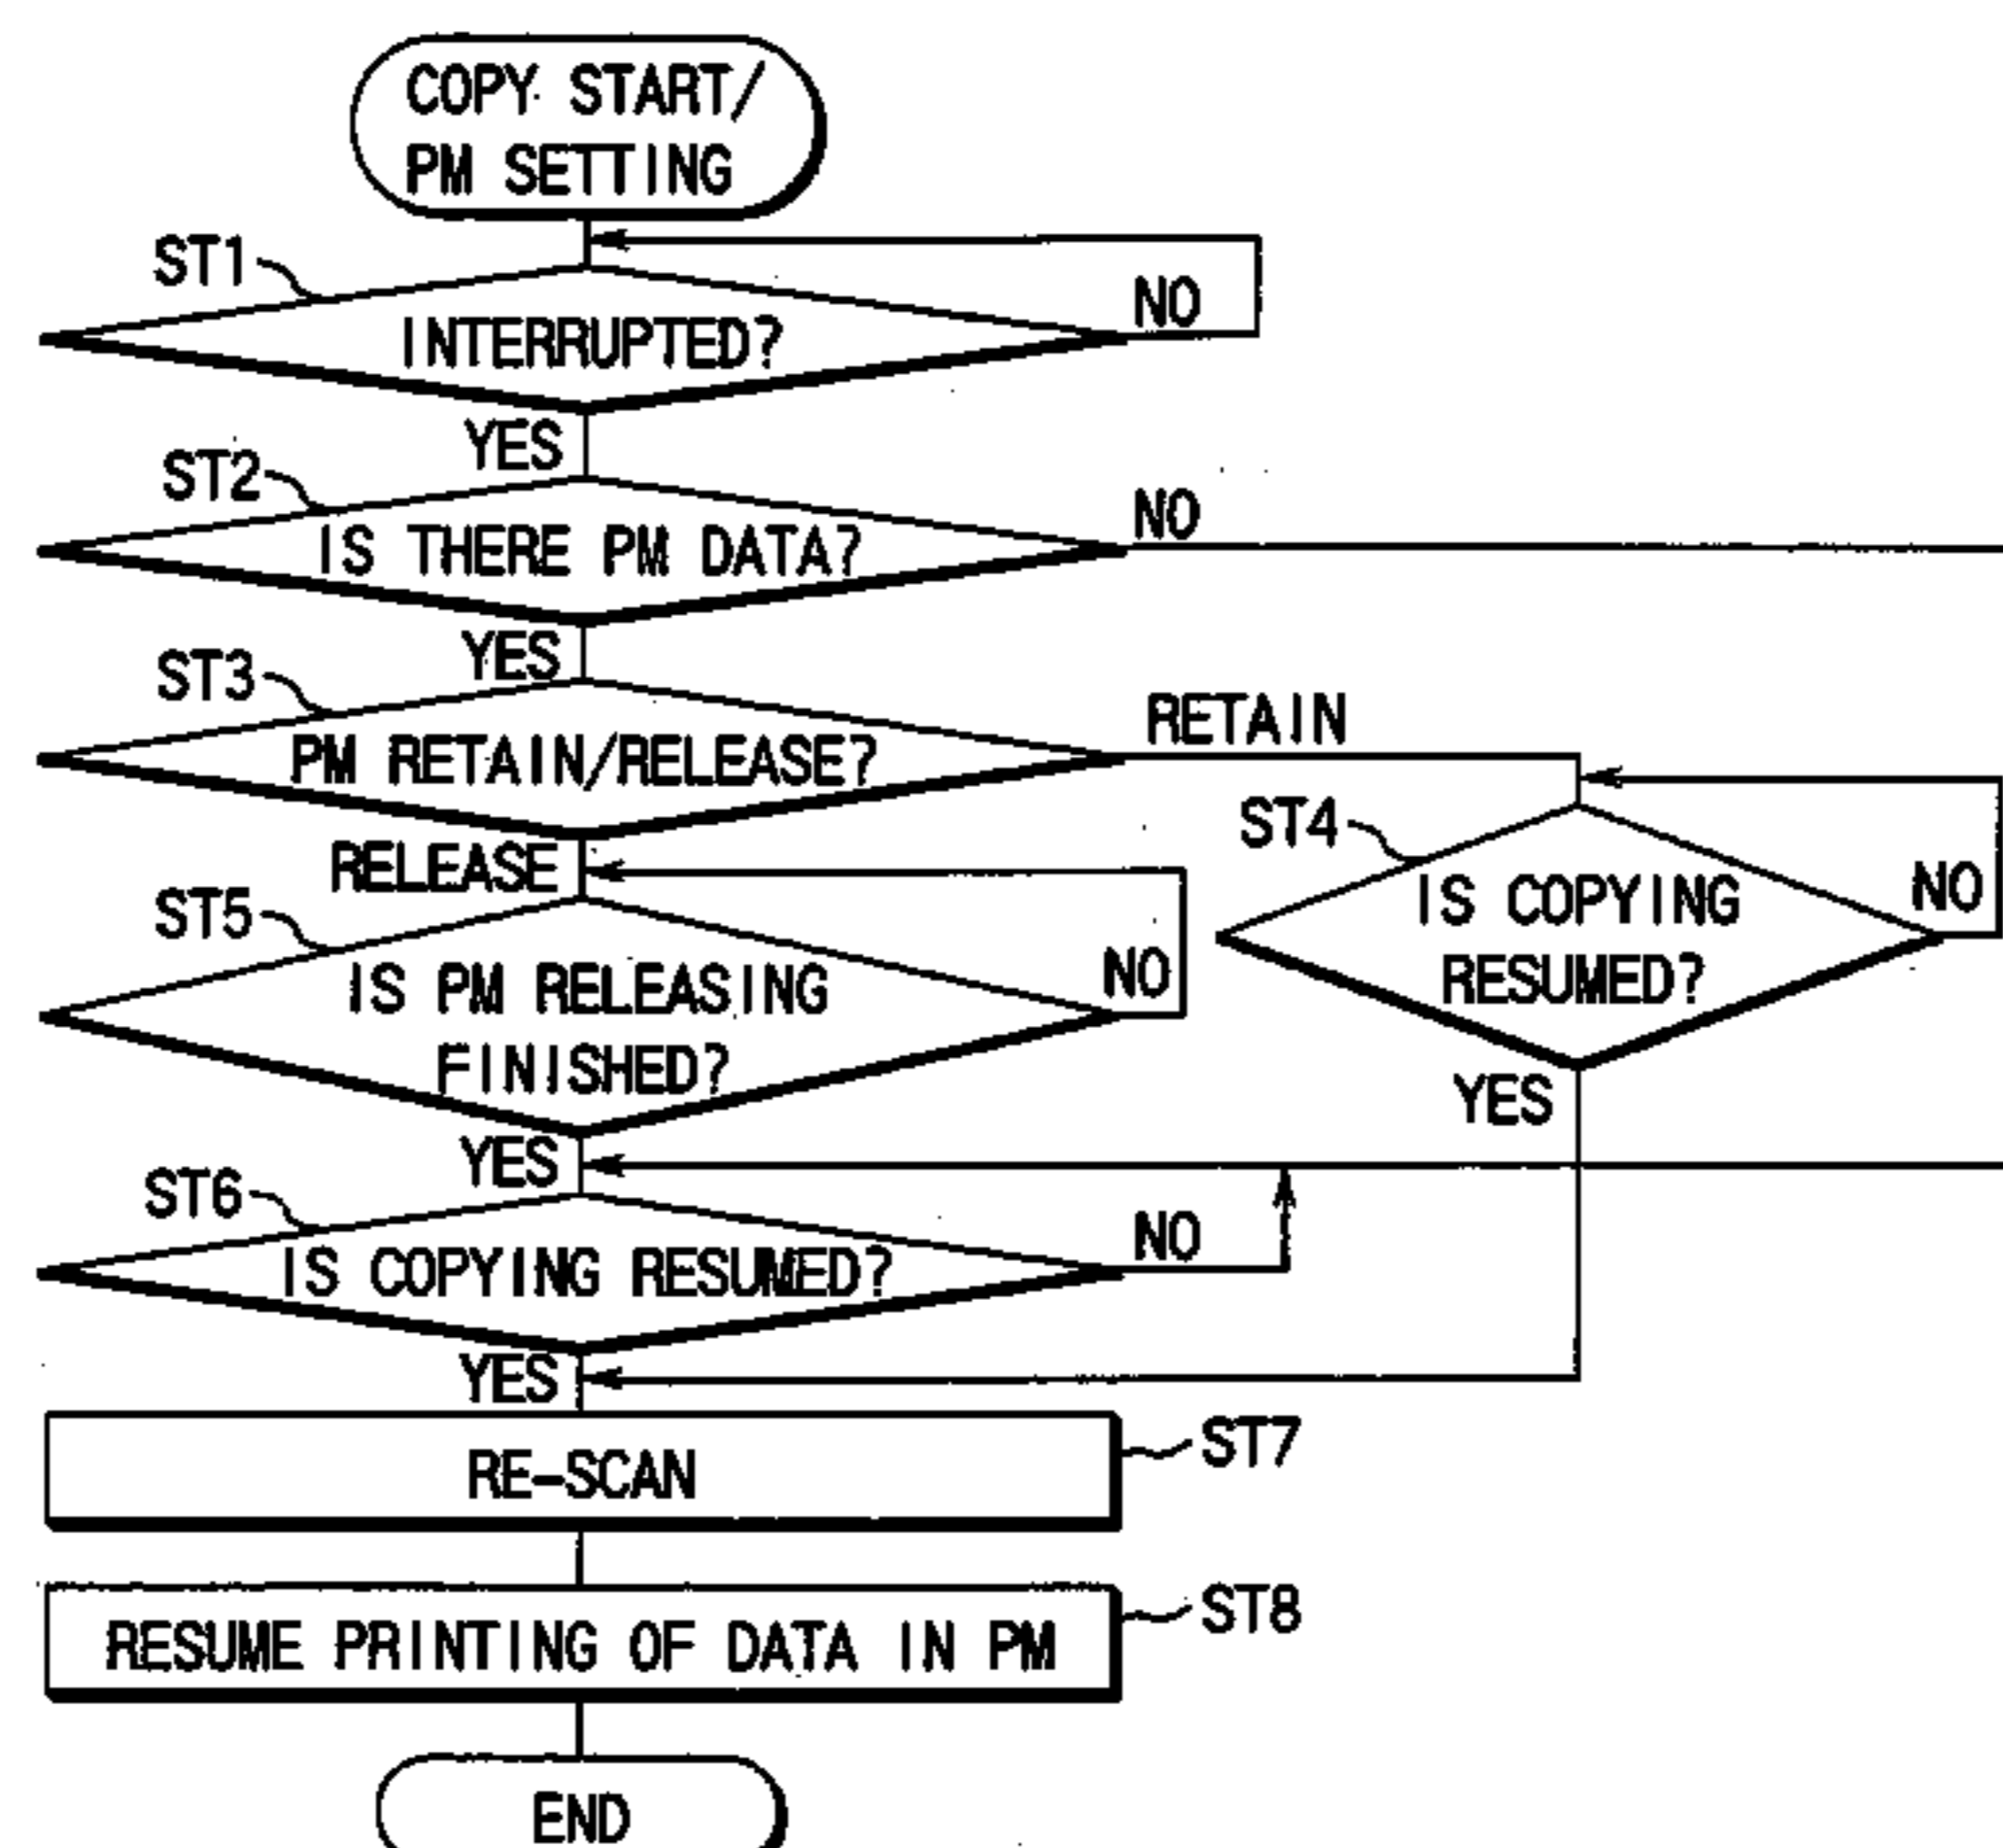 COPY START/
PM SETTING
ST1
INTERRUPTED?
NO
YES
ST2
IS THERE PM DATA?
NO
YES
ST3
PM RETAIN/RELEASE?
RETAIN
RELEASE
ST4
IS COPYING
RESUMED?
NO
YES
ST5
IS PM RELEASING
FINISHED?
NO
YES
ST6
IS COPYING RESUMED?
NO
YES
RE-SCAN
ST7
RESUME PRINTING OF DATA IN PM
ST8
END